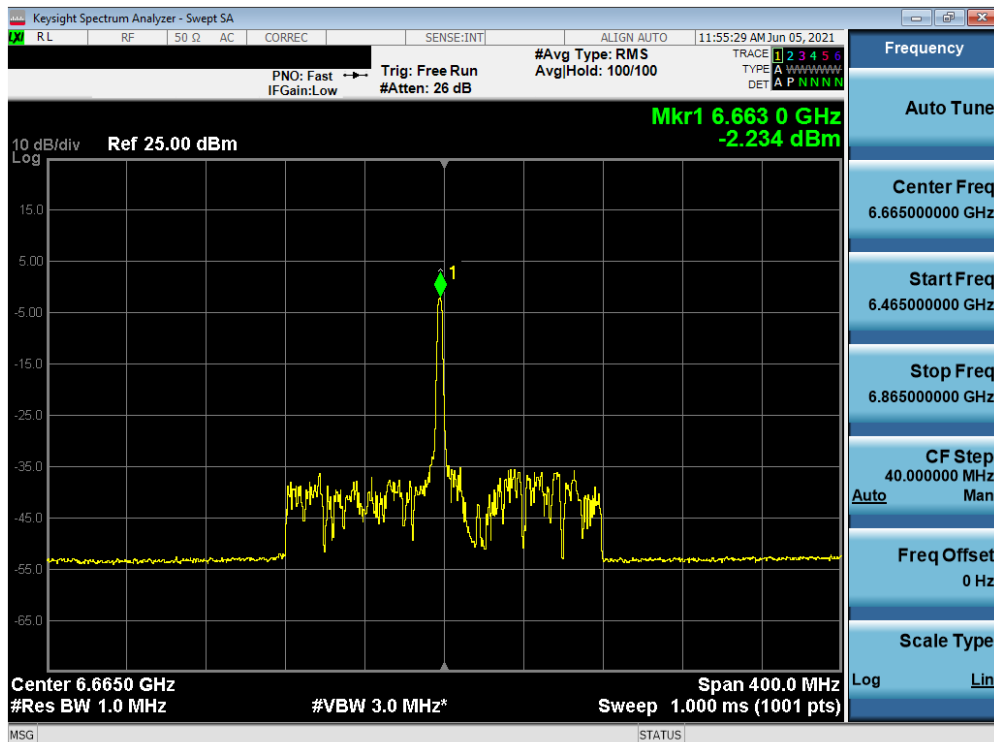 Keysight Spectrum Analyzer - Swept SA
LXI RL RF 50 Ω AC CORREC SENSE:INT ALIGN AUTO 11:55:29 AM Jun 05, 2021
PNO: Fast
IFGain:Low
Trig: Free Run
#Atten: 26 dB
#Avg Type: RMS
Avg|Hold: 100/100
TRACE 1 2 3 4 5 6
TYPE A WWWWW
DET A P N N N N
Mkr1 6.663 0 GHz
-2.234 dBm
10 dB/div Ref 25.00 dBm
Log
15.0
5.00
-5.00
-15.0
-25.0
-35.0
-45.0
-55.0
-65.0
1
Center 6.6650 GHz Span 400.0 MHz
#Res BW 1.0 MHz #VBW 3.0 MHz* Sweep 1.000 ms (1001 pts)
MSG STATUS
Frequency
Auto Tune
Center Freq
6.665000000 GHz
Start Freq
6.465000000 GHz
Stop Freq
6.865000000 GHz
CF Step
40.000000 MHz
Auto Man
Freq Offset
0 Hz
Scale Type
Log Lin